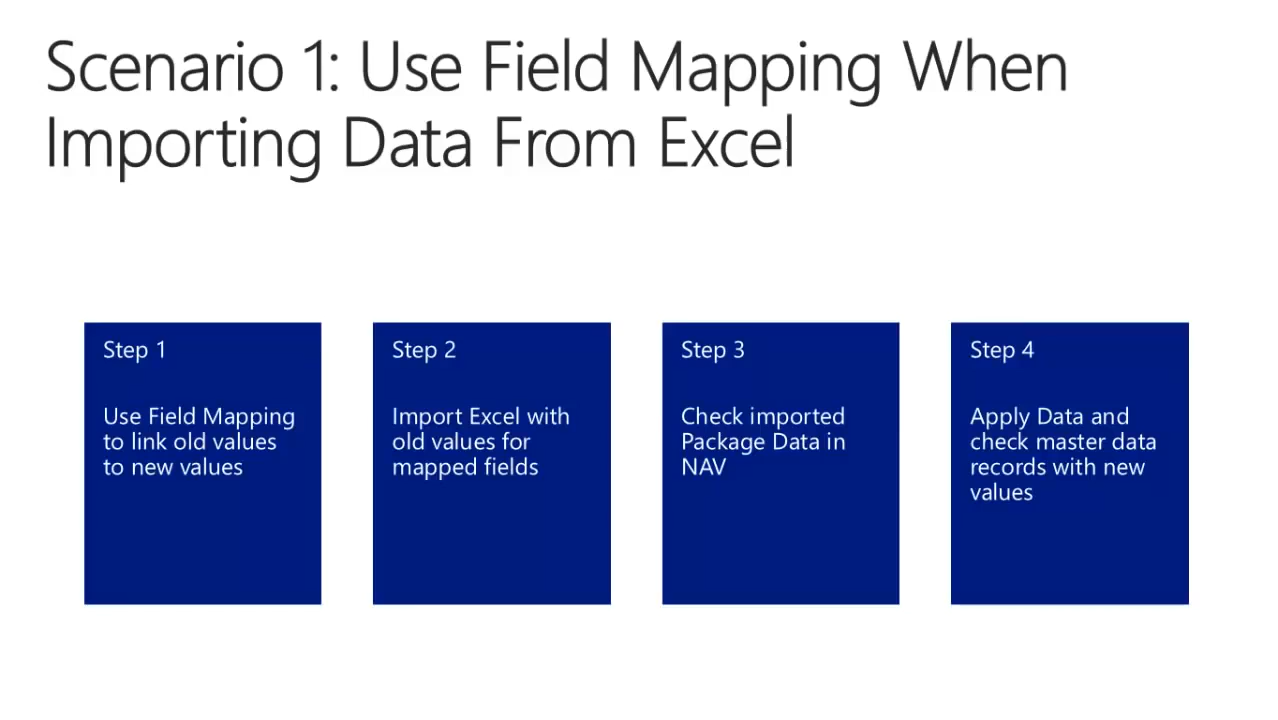 Scenario 1: Use Field Mapping When
Importing Data From Excel
Step 1
Use Field Mapping
to link old values
to new values
Step 2
Import Excel with
old values for
mapped fields
Step 3
Check imported
Package Data in
NAV
Step 4
Apply Data and
check master data
records with new
values